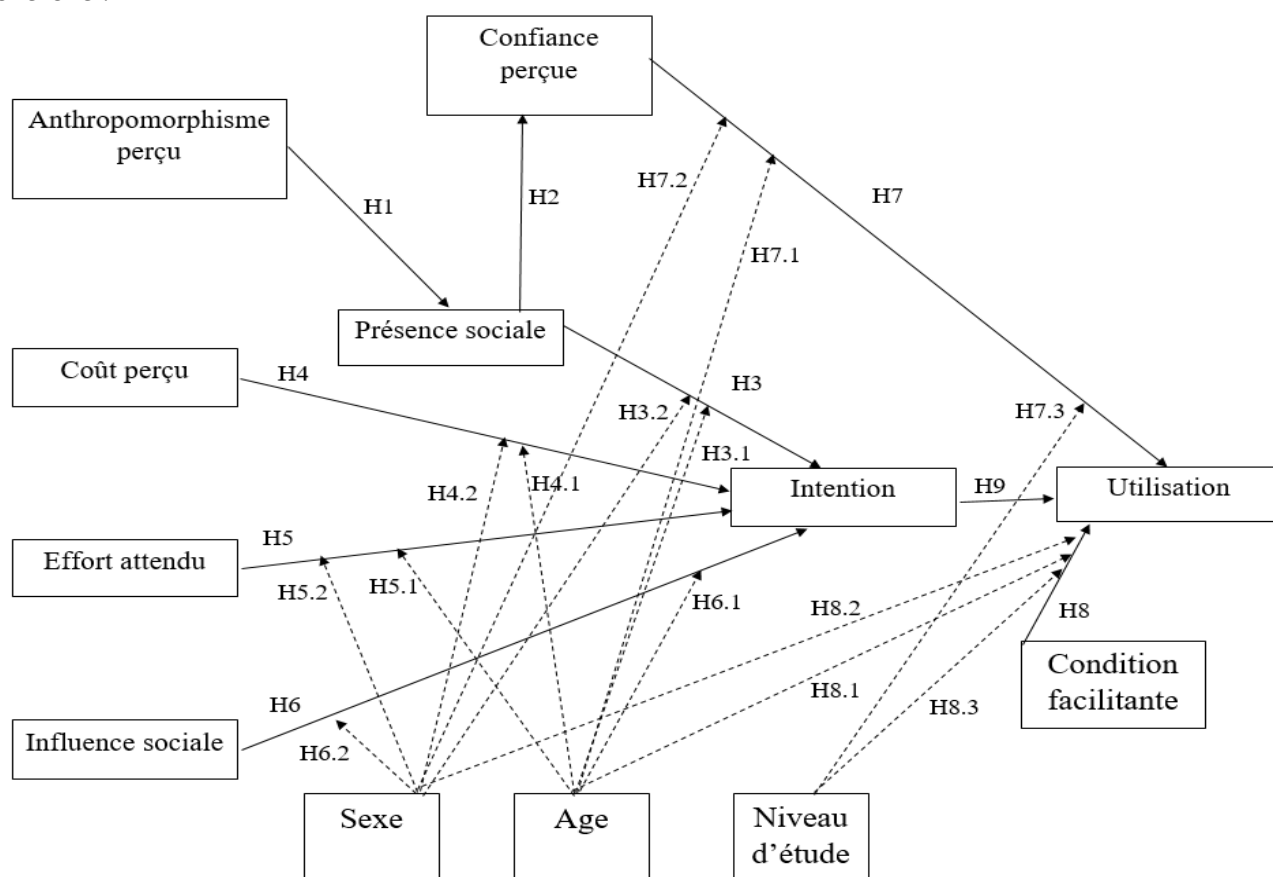 Confiance
perçue
Anthropomorphisme
perçu
H7.2
H7
H1
H2
H7.1
Présence sociale
Coût perçu
H4
H3
H3.2
H7.3
H3.1
H4.2
H4.1
Intention
H9
Utilisation
H5
Effort attendu
H5.2
H5.1
H6.1
H8.2
H8
Condition
facilitante
H8.1
H6
H8.3
Influence sociale
H6.2
Sexe
Age
Niveau
d’étude